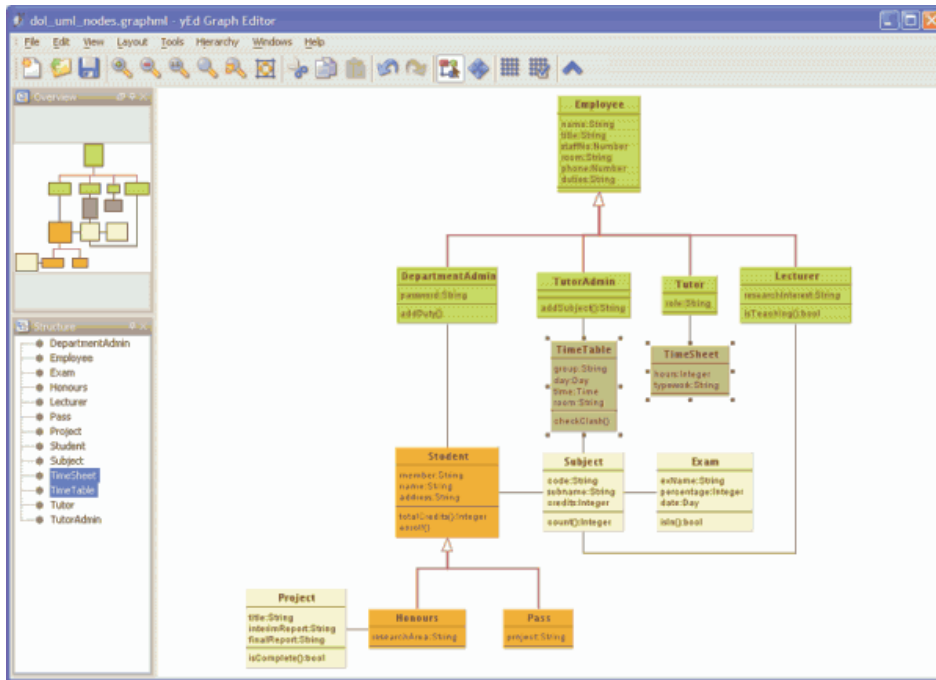 dol_uml_nodes.graphml - yEd Graph Editor
File Edit View Layout Tools Hierarchy Windows Help
Overview
Structure
DepartmentAdmin
Employee
Exam
Honours
Lecturer
Pass
Project
Student
Subject
TimeSheet
TimeTable
Tutor
TutorAdmin
Employee
name:String
title:String
staffNo:Number
room:String
phone:Number
duties:String
DepartmentAdmin
password:String
addDuty()
TutorAdmin
addSubject():String
Tutor
role:String
Lecturer
researchInterest:String
isTeaching():bool
TimeTable
group:String
day:Day
time:Time
room:String
checkClash()
TimeSheet
hours:Integer
typework:String
Student
member:String
name:String
address:String
totalCredits():Integer
enroll()
Subject
code:String
subname:String
credits:Integer
count():Integer
Exam
exName:String
percentage:Integer
date:Day
isIn():bool
Project
title:String
interimReport:String
finalReport:String
isComplete():bool
Honours
researchArea:String
Pass
project:String